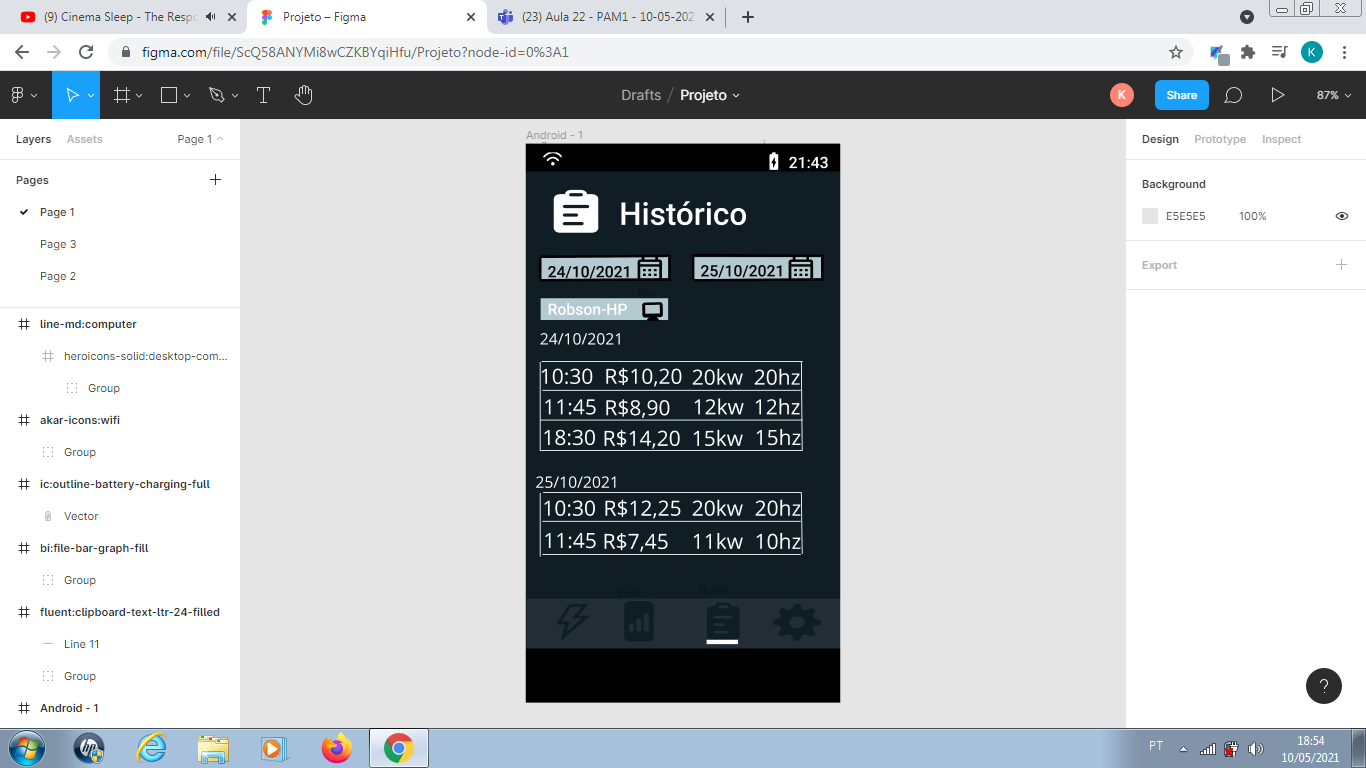 (9) Cinema Sleep - The Respo
Projeto – Figma
(23) Aula 22 - PAM1 - 10-05-202
figma.com/file/ScQ58ANYMi8wCZKBYqiHfu/Projeto?node-id=0%3A1
K
Drafts / Projeto
K
Share
87%
Layers
Assets
Page 1
Pages
Page 1
Page 3
Page 2
line-md:computer
heroicons-solid:desktop-com...
Group
akar-icons:wifi
Group
ic:outline-battery-charging-full
Vector
bi:file-bar-graph-fill
Group
fluent:clipboard-text-ltr-24-filled
Line 11
Group
Android - 1
Android - 1
21:43
Histórico
24/10/2021
25/10/2021
Robson-HP
24/10/2021
10:30 R$10,20 20kw 20hz
11:45 R$8,90 12kw 12hz
18:30 R$14,20 15kw 15hz
25/10/2021
10:30 R$12,25 20kw 20hz
11:45 R$7,45 11kw 10hz
Design
Prototype
Inspect
Background
E5E5E5
100%
Export
?
hp
PT
18:54
10/05/2021